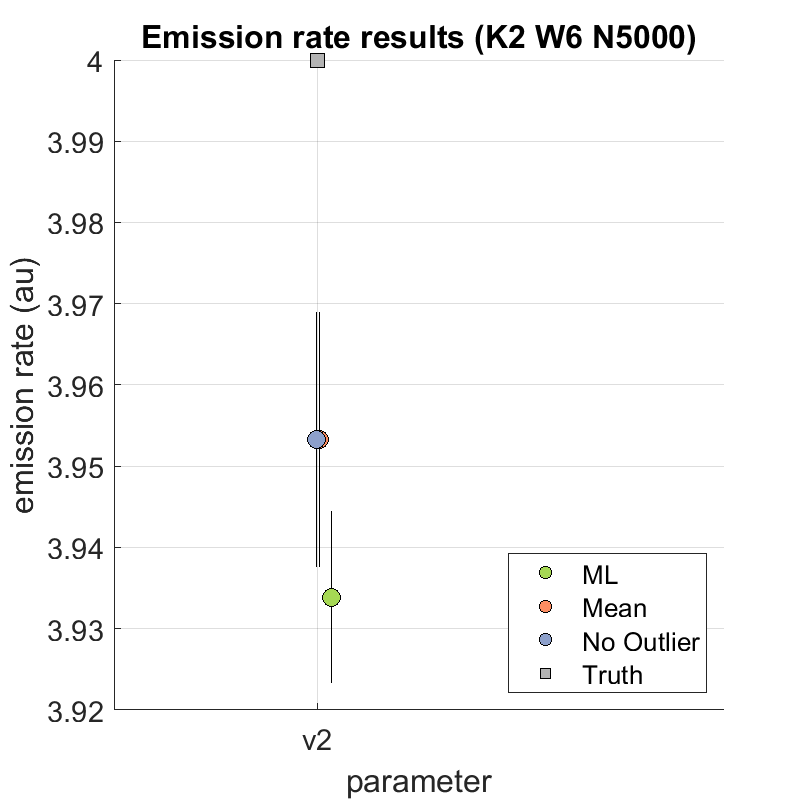 Emission rate results (K2 W6 N5000)
4
3.99
3.98
3.97
3.96
3.95
3.94
3.93
3.92
emission rate (au)
ML
Mean
No Outlier
Truth
v2
parameter